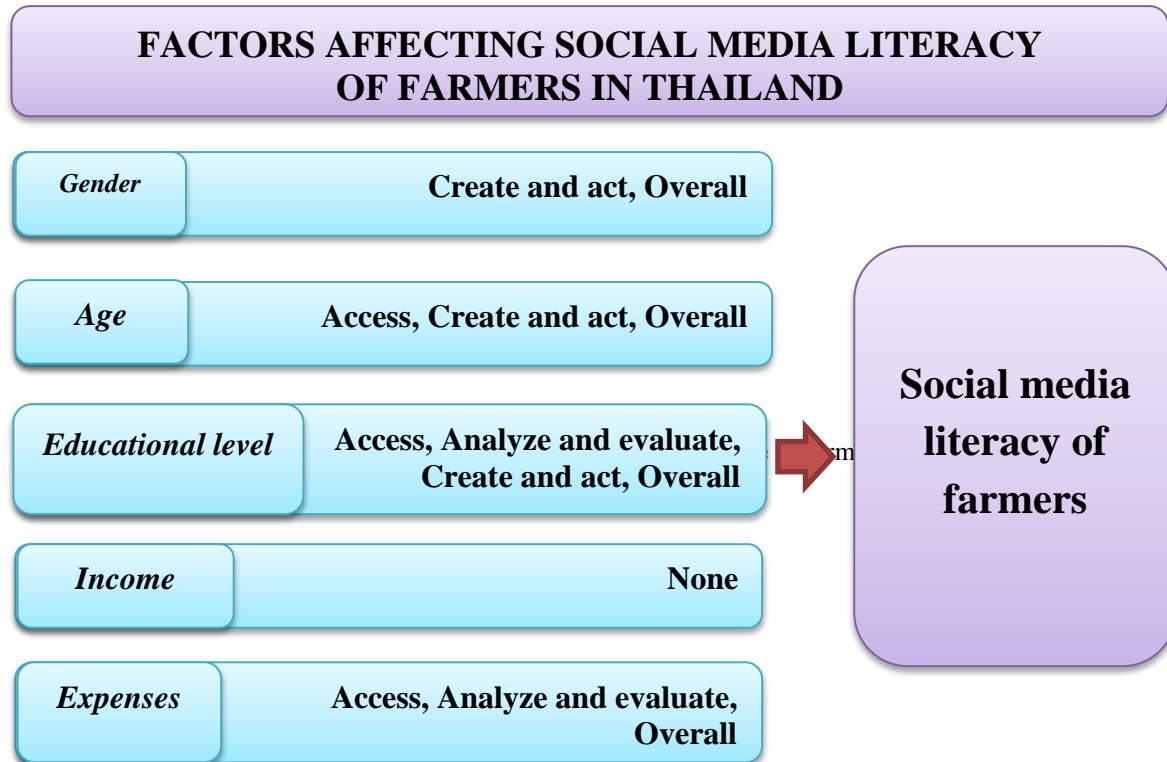 FACTORS AFFECTING SOCIAL MEDIA LITERACY
OF FARMERS IN THAILAND
Gender
Create and act, Overall
Age
Access, Create and act, Overall
Educational level
Access, Analyze and evaluate,
Create and act, Overall
Income
None
Expenses
Access, Analyze and evaluate,
Overall
Social media
literacy of
farmers